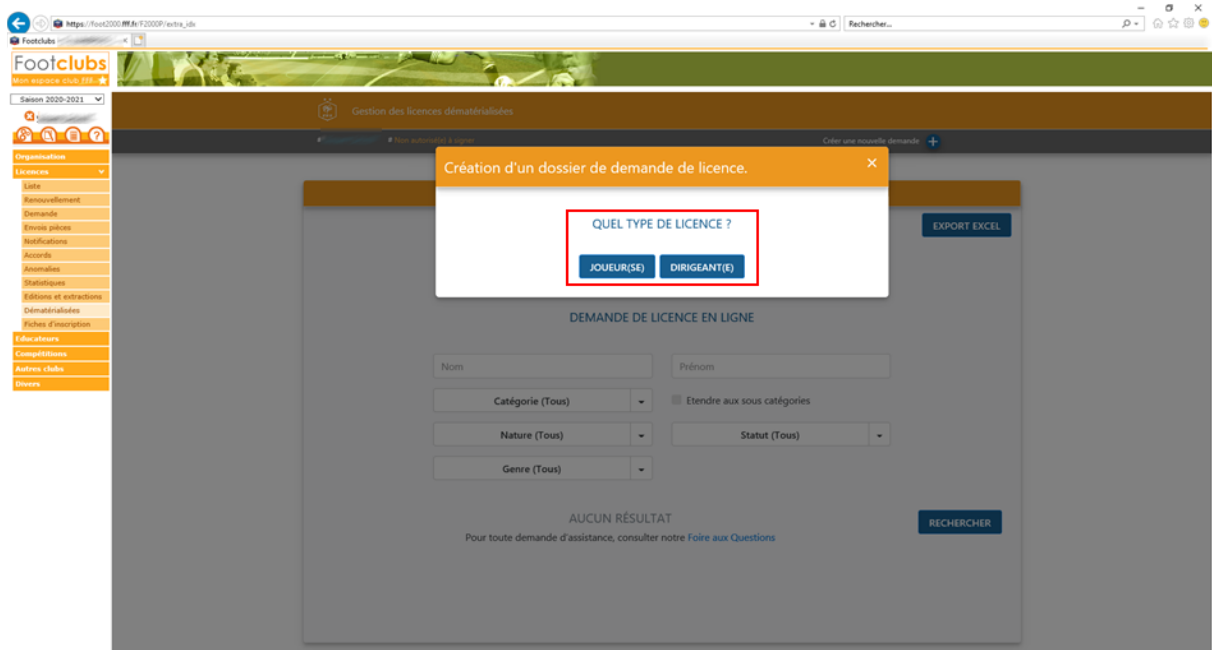 https://Foot2000.fff.fr/F2000P/extra_idx
Rechercher...
Footclubs
Footclubs
Mon espace club FFF
Saison 2020-2021
Organisation
Licences
Liste
Renouvellement
Demande
Envois pièces
Notifications
Accords
Anomalies
Statistiques
Editions et extractions
Dématérialisées
Fiches d'inscription
Educateurs
Compétitions
Autres clubs
Divers
Gestion des licences dématérialisées
# # Non autorisé(e) à signer
Créer une nouvelle demande +
Création d'un dossier de demande de licence. ×
QUEL TYPE DE LICENCE ?
JOUEUR(SE) DIRIGEANT(E)
EXPORT EXCEL
DEMANDE DE LICENCE EN LIGNE
Nom Prénom
Catégorie (Tous) Etendre aux sous catégories
Nature (Tous) Statut (Tous)
Genre (Tous)
AUCUN RÉSULTAT
RECHERCHER
Pour toute demande d'assistance, consulter notre Foire aux Questions